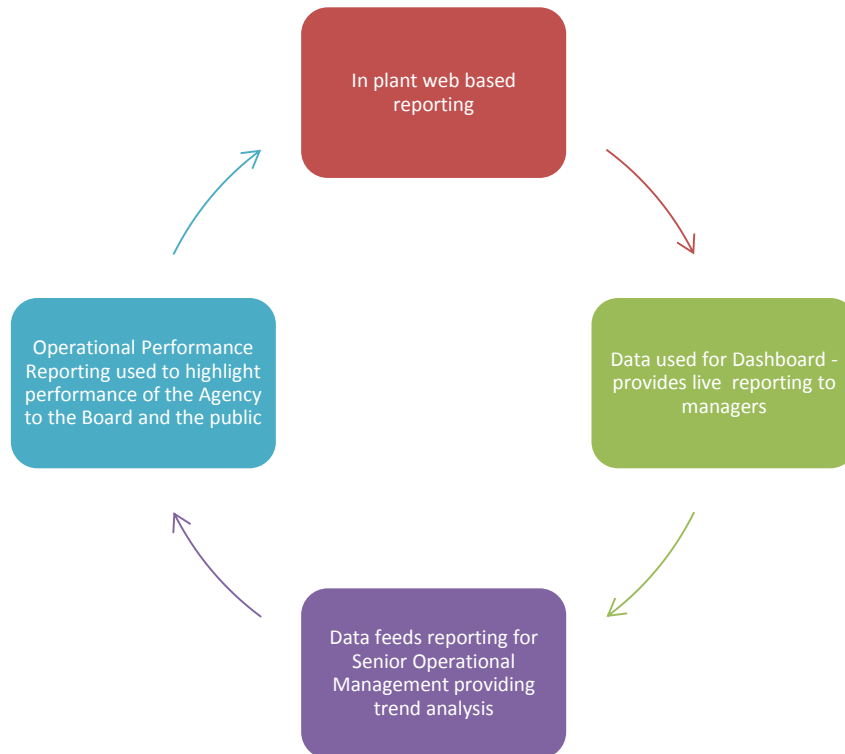 In plant web based
reporting
Data used for Dashboard -
provides live  reporting to
managers
Data feeds reporting for
Senior Operational
Management providing
trend analysis
Operational Performance
Reporting used to highlight
performance of the Agency
to the Board and the public